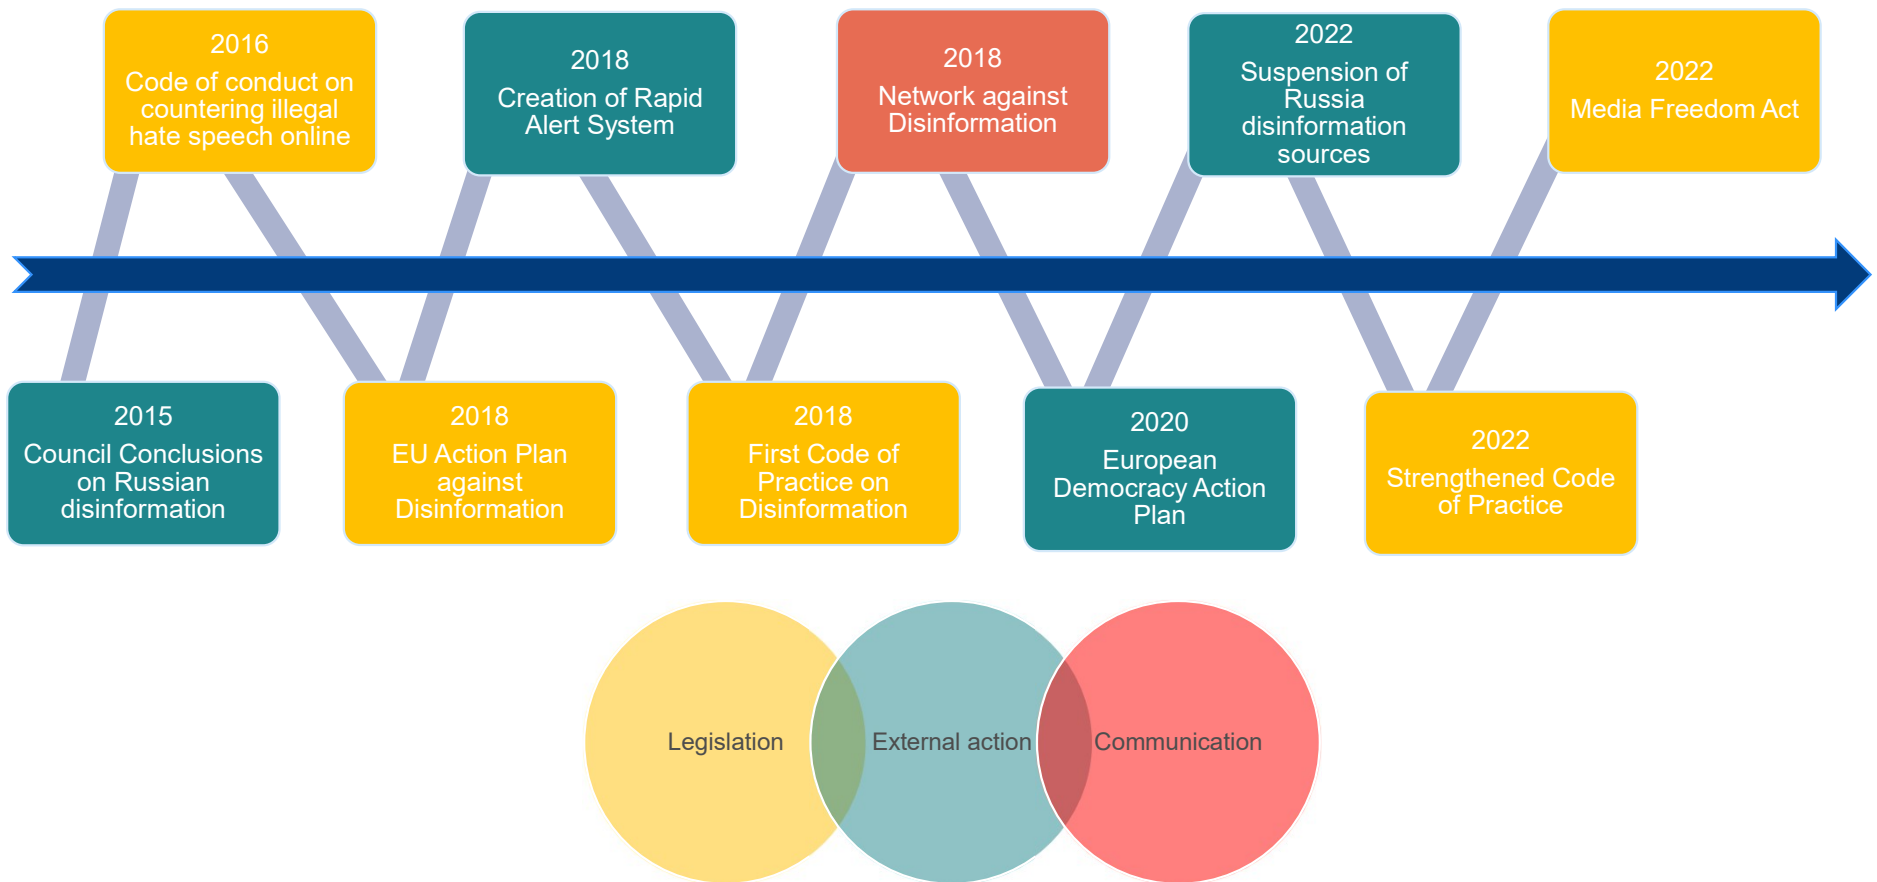 2016
Code of conduct on
countering illegal
hate speech online
2018
Creation of Rapid
Alert System
2018
Network against
Disinformation
2022
Suspension of
Russia
disinformation
sources
2022
Media Freedom Act
2015
Council Conclusions
on Russian
disinformation
2018
EU Action Plan
against
Disinformation
2018
First Code of
Practice on
Disinformation
2020
European
Democracy Action
Plan
2022
Strengthened Code
of Practice
Legislation
External action
Communication